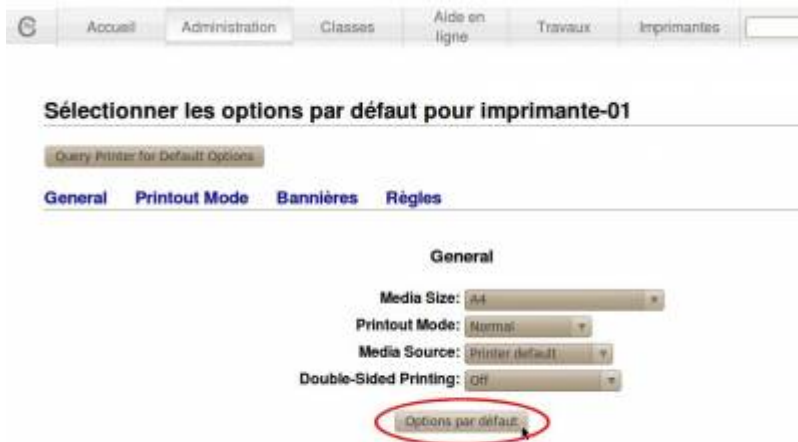 Accueil Administration Classes Aide en ligne Travaux Imprimantes
Sélectionner les options par défaut pour imprimante-01
Query Printer for Default Options
General Printout Mode Bannières Règles
General
Media Size: A4
Printout Mode: Normal
Media Source: Printer default
Double-Sided Printing: Off
Options par défaut